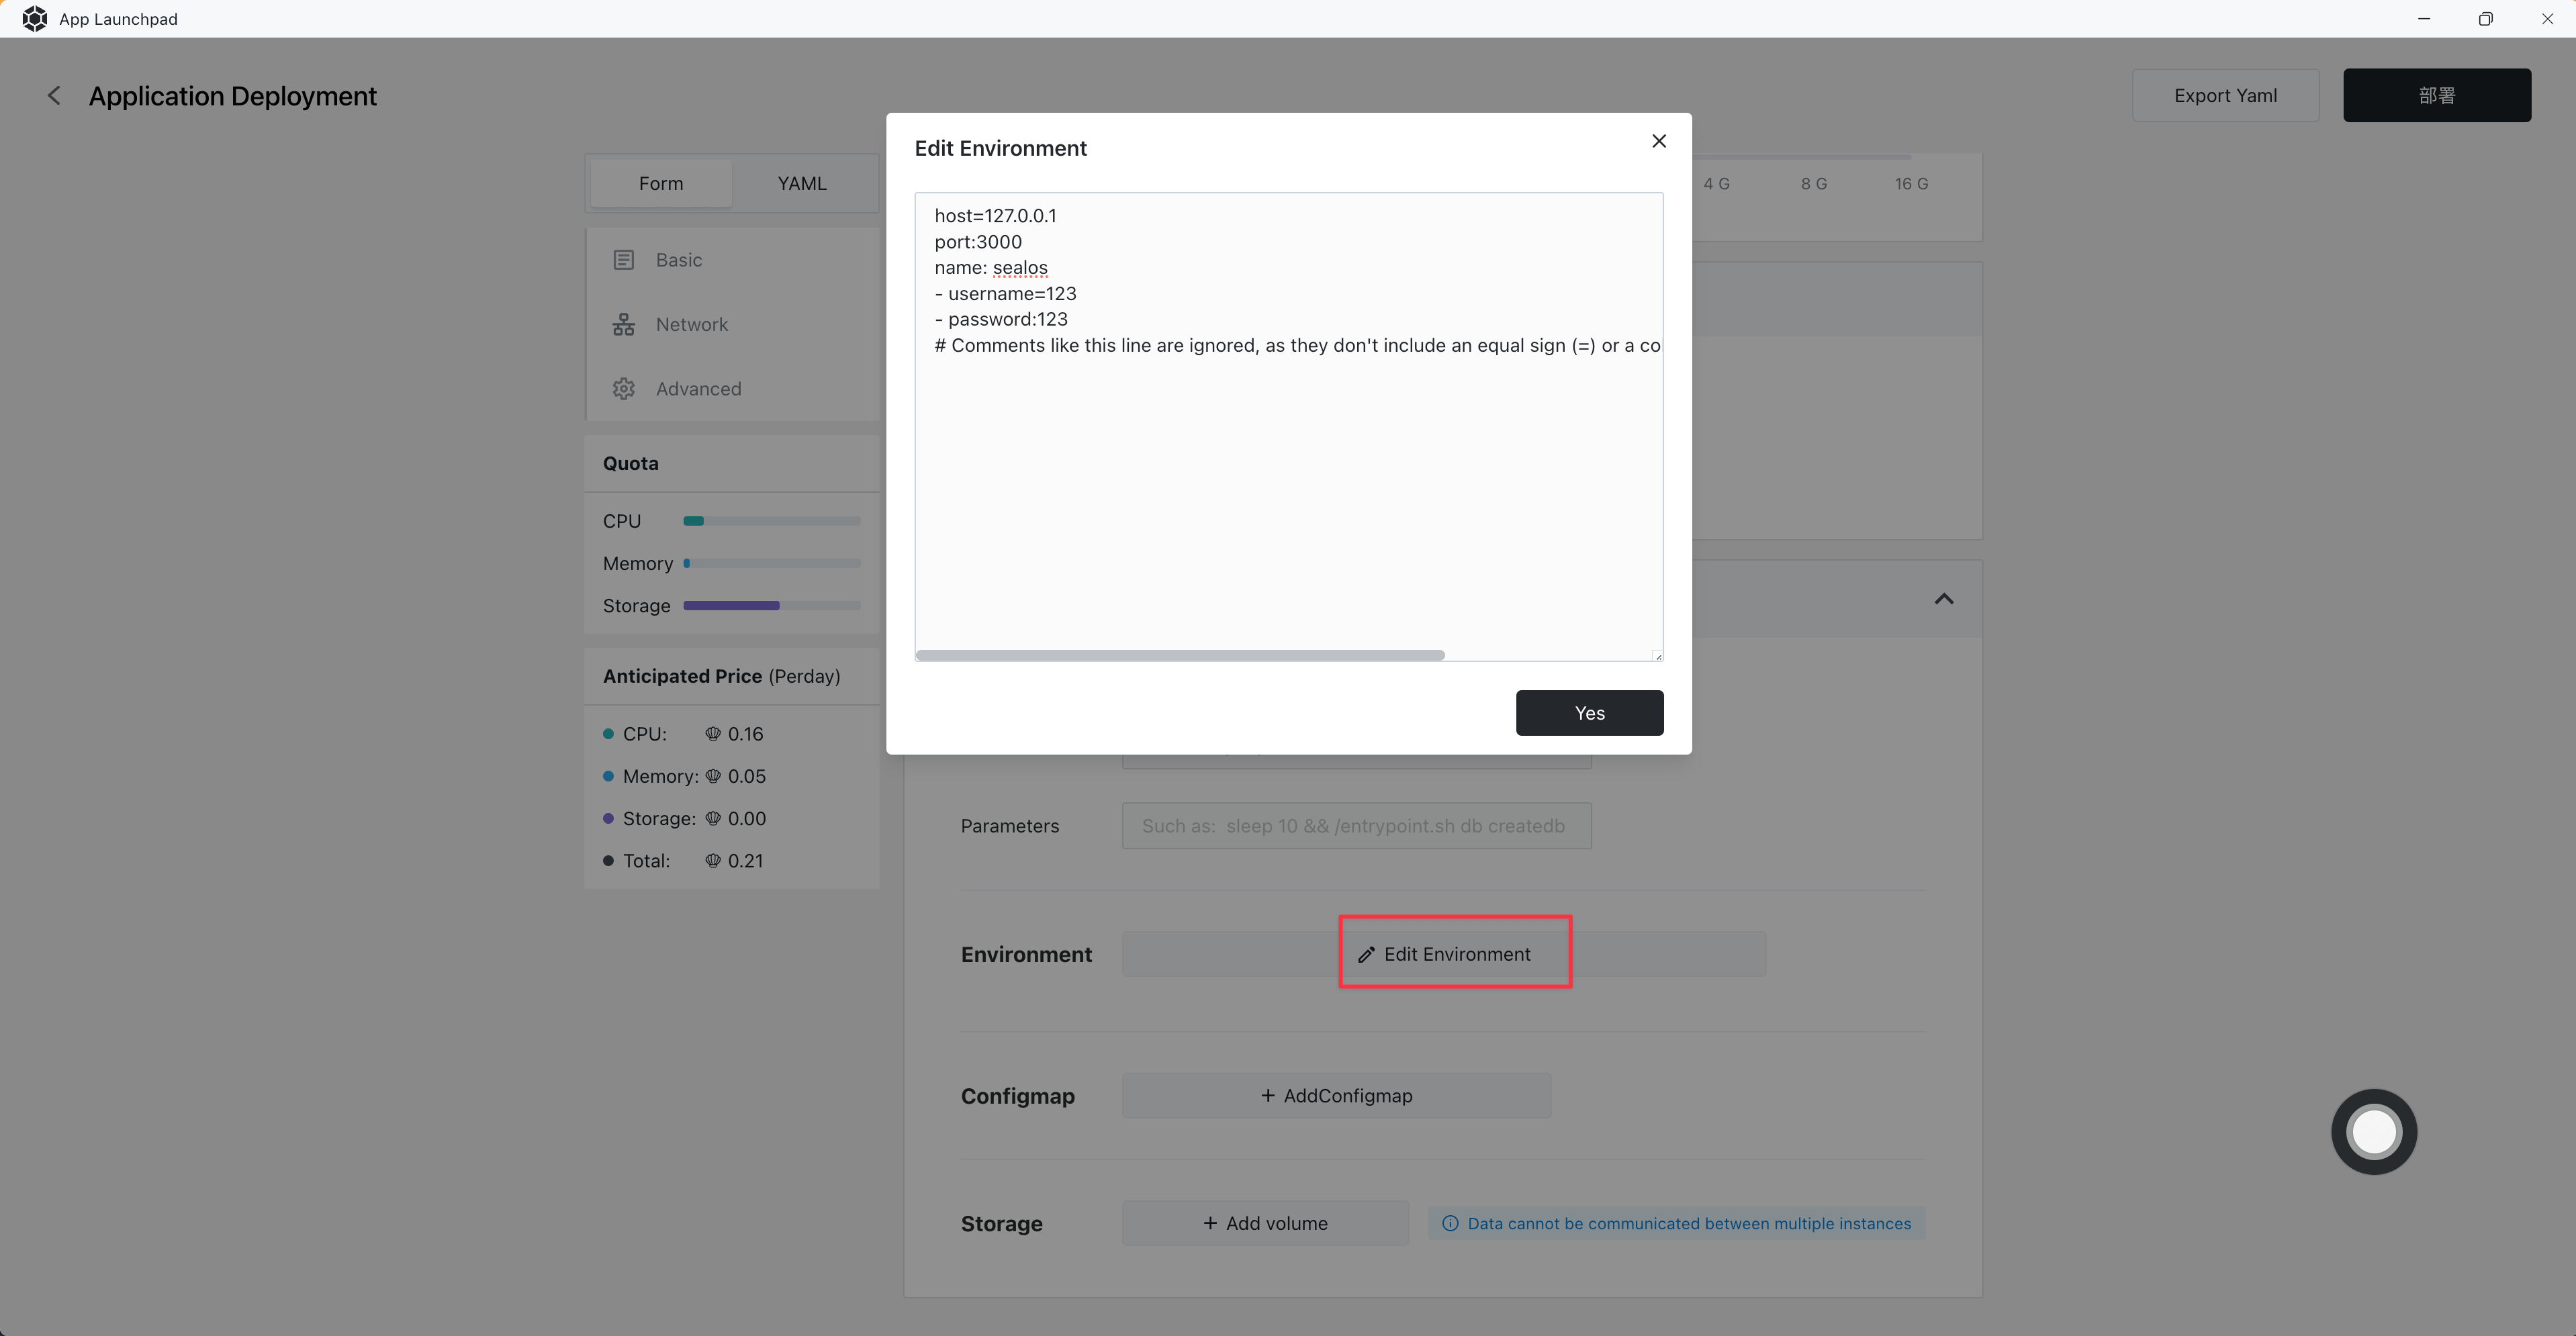 App Launchpad
Application Deployment
Export Yaml
部署
Form
YAML
Basic
Network
Advanced
Quota
CPU
Memory
Storage
Anticipated Price (Perday)
CPU: 0.16
Memory: 0.05
Storage: 0.00
Total: 0.21
Edit Environment
host=127.0.0.1
port:3000
name: sealos
- username=123
- password:123
# Comments like this line are ignored, as they don't include an equal sign (=) or a co
Yes
4 G
8 G
16 G
Parameters
Such as: sleep 10 && /entrypoint.sh db createdb
Environment
Edit Environment
Configmap
+ AddConfigmap
Storage
+ Add volume
Data cannot be communicated between multiple instances